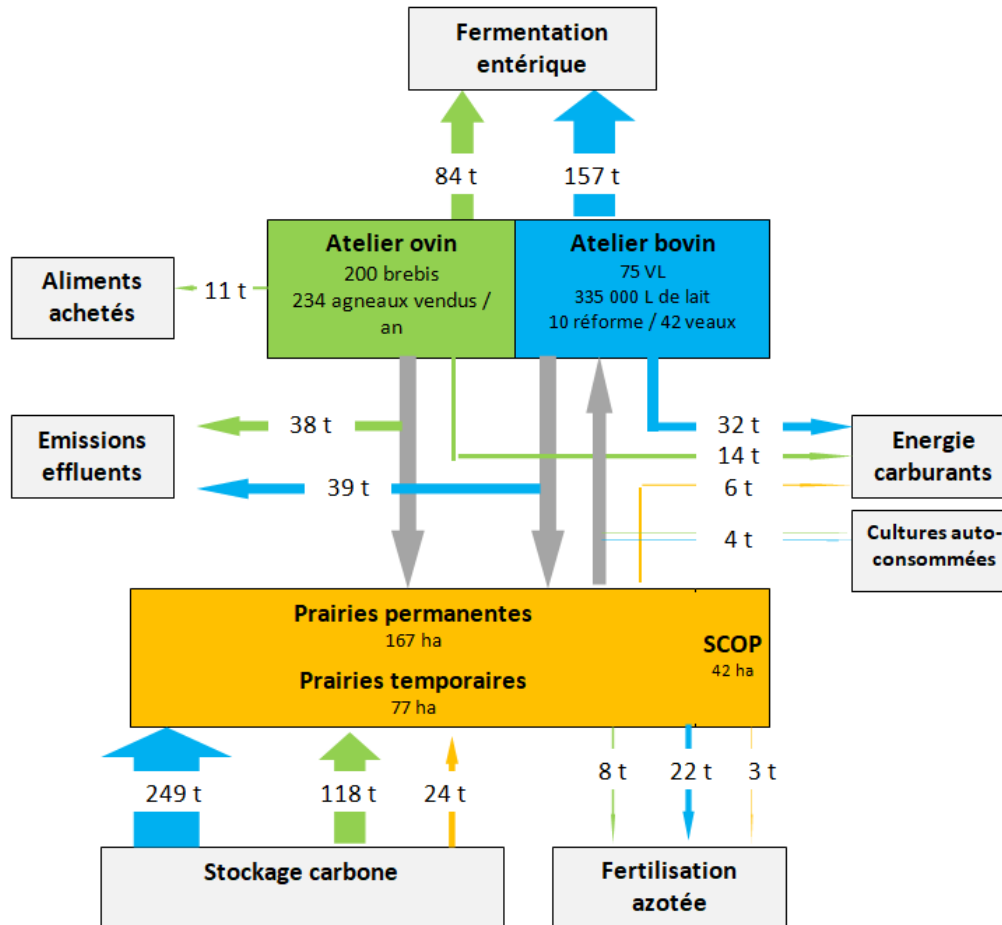 Fermentation
entérique
84 t
157 t
Atelier ovin
200 brebis
234 agneaux vendus /
an
Atelier bovin
75 VL
335 000 L de lait
10 réforme / 42 veaux
Aliments
achetés
11 t
Emissions
effluents
38 t
39 t
32 t
14 t
6 t
4 t
Energie
carburants
Cultures auto-
consommées
Prairies permanentes
167 ha
Prairies temporaires
77 ha
SCOP
42 ha
249 t
118 t
24 t
8 t
22 t
3 t
Stockage carbone
Fertilisation
azotée